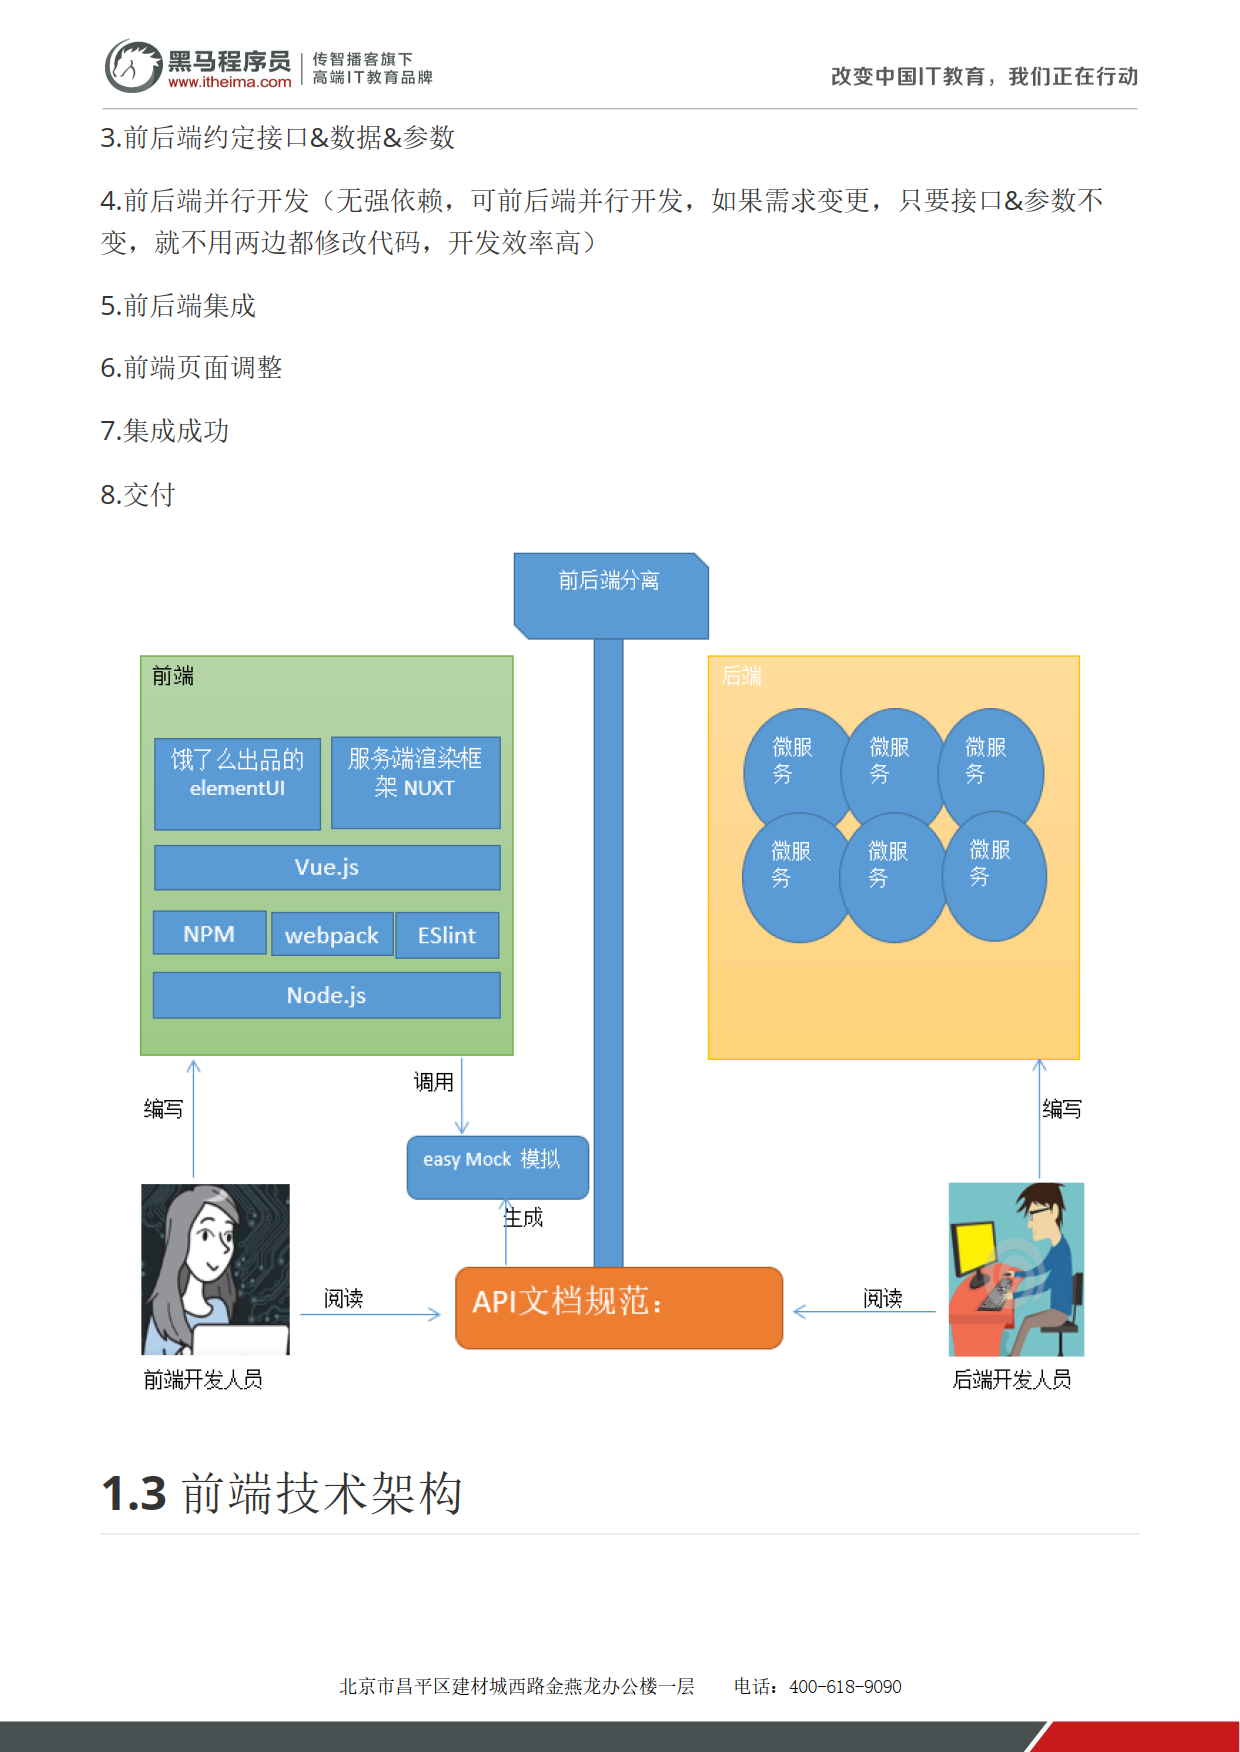 黑马程序员
www.itheima.com
传智播客旗下
高端IT教育品牌
改变中国IT教育，我们正在行动
3.前后端约定接口&数据&参数
4.前后端并行开发（无强依赖，可前后端并行开发，如果需求变更，只要接口&参数不
变，就不用两边都修改代码，开发效率高）
5.前后端集成
6.前端页面调整
7.集成成功
8.交付
前后端分离
前端
饿了么出品的
elementUI
服务端渲染框
架 NUXT
Vue.js
NPM
webpack
ESlint
Node.js
后端
微服
务
微服
务
微服
务
微服
务
微服
务
微服
务
编写
调用
编写
easy Mock 模拟
生成
阅读
API文档规范：
阅读
前端开发人员
后端开发人员
1.3 前端技术架构
北京市昌平区建材城西路金燕龙办公楼一层 电话：400-618-9090